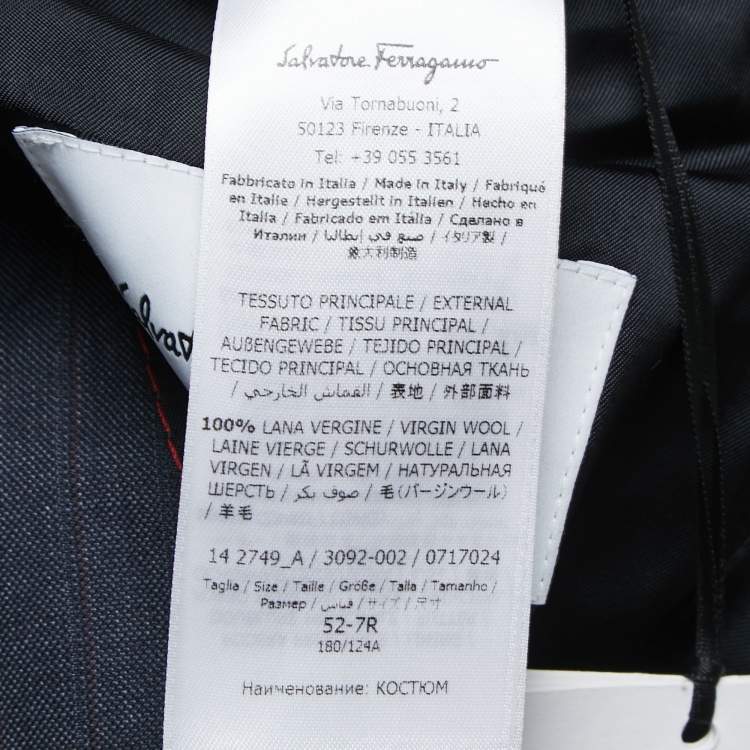 Salvatore Ferragamo
Via Tornabuoni, 2
50123 Firenze - ITALIA
Tel: +39 055 3561
Fabbricato in Italia / Made in Italy / Fabriqué
en Italie / Hergestellt in Italien / Hecho en
Italia / Fabricado em Itália / Сделано в
Италии / صنع في إيطاليا / イタリア製 /
意大利制造
TESSUTO PRINCIPALE / EXTERNAL
FABRIC / TISSU PRINCIPAL /
AUßENGEWEBE / TEJIDO PRINCIPAL /
TECIDO PRINCIPAL / ОСНОВНАЯ ТКАНЬ
/ القماش الخارجي / 表地 / 外部面料
100% LANA VERGINE / VIRGIN WOOL /
LAINE VIERGE / SCHURWOLLE / LANA
VIRGEN / LÃ VIRGEM / НАТУРАЛЬНАЯ
ШЕРСТЬ / صوف بكر / 毛(バージンウール)
/ 羊毛
14 2749_A / 3092-002 / 0717024
Taglia / Size / Taille / Größe / Talla / Tamanho /
Размер / قياس / サイズ / 尺寸
52-7R
180/124A
Наименование: КОСТЮМ
Salvad